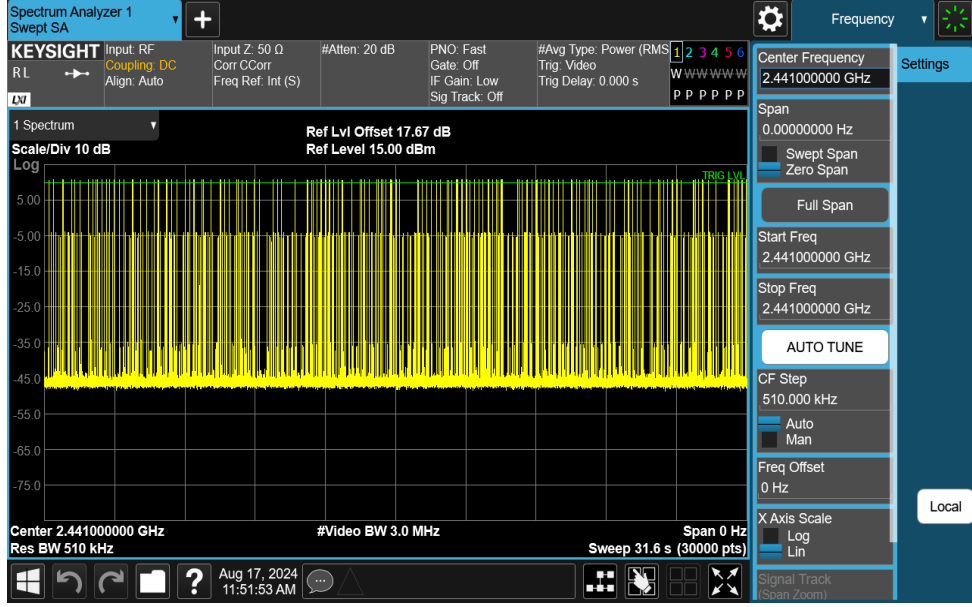 Spectrum Analyzer 1
Swept SA
Frequency
KEYSIGHT
RL
LXI
Input: RF
Coupling: DC
Align: Auto
Input Z: 50 Ω
Corr CCorr
Freq Ref: Int (S)
#Atten: 20 dB
PNO: Fast
Gate: Off
IF Gain: Low
Sig Track: Off
#Avg Type: Power (RMS
Trig: Video
Trig Delay: 0.000 s
1 2 3 4 5 6
W W W W W W
P P P P P P
1 Spectrum
Scale/Div 10 dB
Ref Lvl Offset 17.67 dB
Ref Level 15.00 dBm
Log
TRIG LVL
5.00
-5.00
-15.0
-25.0
-35.0
-45.0
-55.0
-65.0
-75.0
Center 2.441000000 GHz
#Video BW 3.0 MHz
Span 0 Hz
Res BW 510 kHz
Sweep 31.6 s (30000 pts)
Center Frequency
2.441000000 GHz
Settings
Span
0.00000000 Hz
Swept Span
Zero Span
Full Span
Start Freq
2.441000000 GHz
Stop Freq
2.441000000 GHz
AUTO TUNE
CF Step
510.000 kHz
Auto
Man
Freq Offset
0 Hz
Local
X Axis Scale
Log
Lin
Signal Track
(Span Zoom)
?
Aug 17, 2024
11:51:53 AM